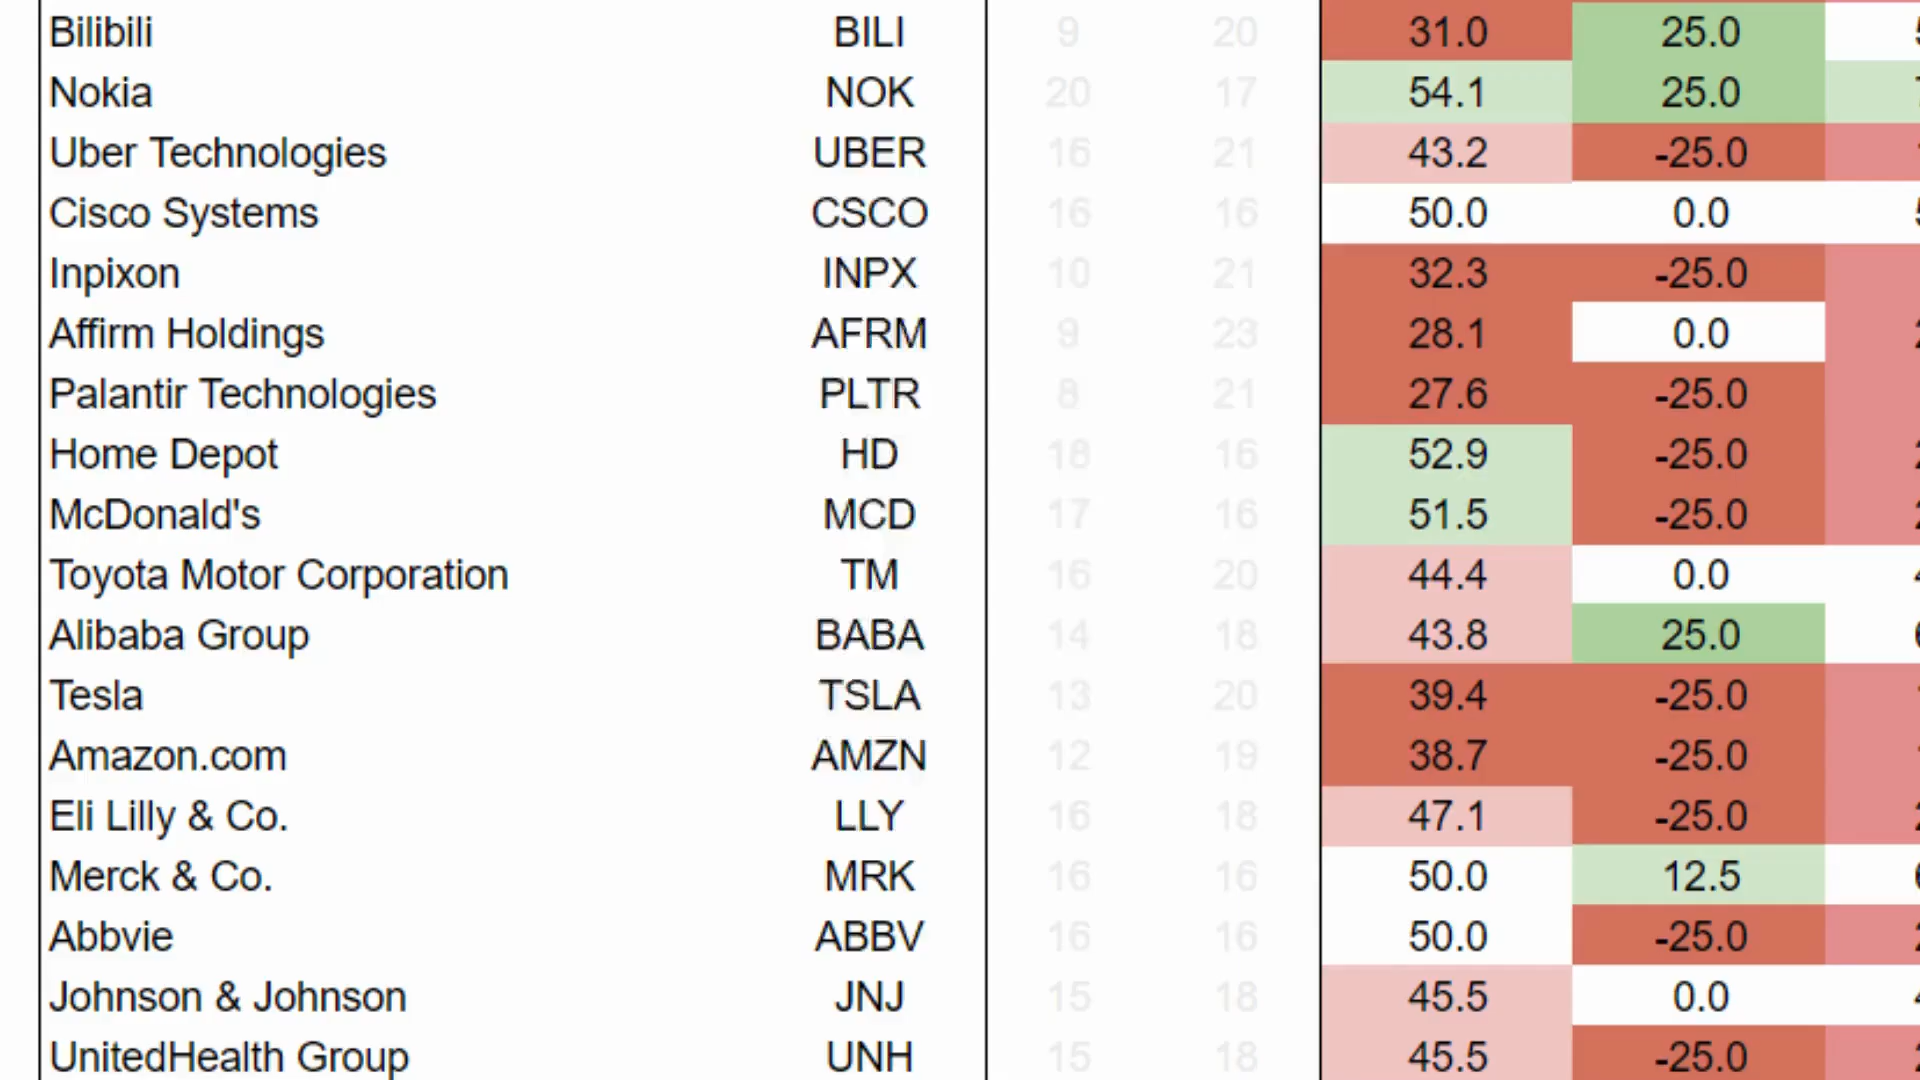 Bilibili BILI 9 20 31.0 25.0
Nokia NOK 20 17 54.1 25.0
Uber Technologies UBER 16 21 43.2 -25.0
Cisco Systems CSCO 16 16 50.0 0.0
Inpixon INPX 10 21 32.3 -25.0
Affirm Holdings AFRM 9 23 28.1 0.0
Palantir Technologies PLTR 8 21 27.6 -25.0
Home Depot HD 18 16 52.9 -25.0
McDonald's MCD 17 16 51.5 -25.0
Toyota Motor Corporation TM 16 20 44.4 0.0
Alibaba Group BABA 14 18 43.8 25.0
Tesla TSLA 13 20 39.4 -25.0
Amazon.com AMZN 12 19 38.7 -25.0
Eli Lilly & Co. LLY 16 18 47.1 -25.0
Merck & Co. MRK 16 16 50.0 12.5
Abbvie ABBV 16 16 50.0 -25.0
Johnson & Johnson JNJ 15 18 45.5 0.0
UnitedHealth Group UNH 15 18 45.5 -25.0